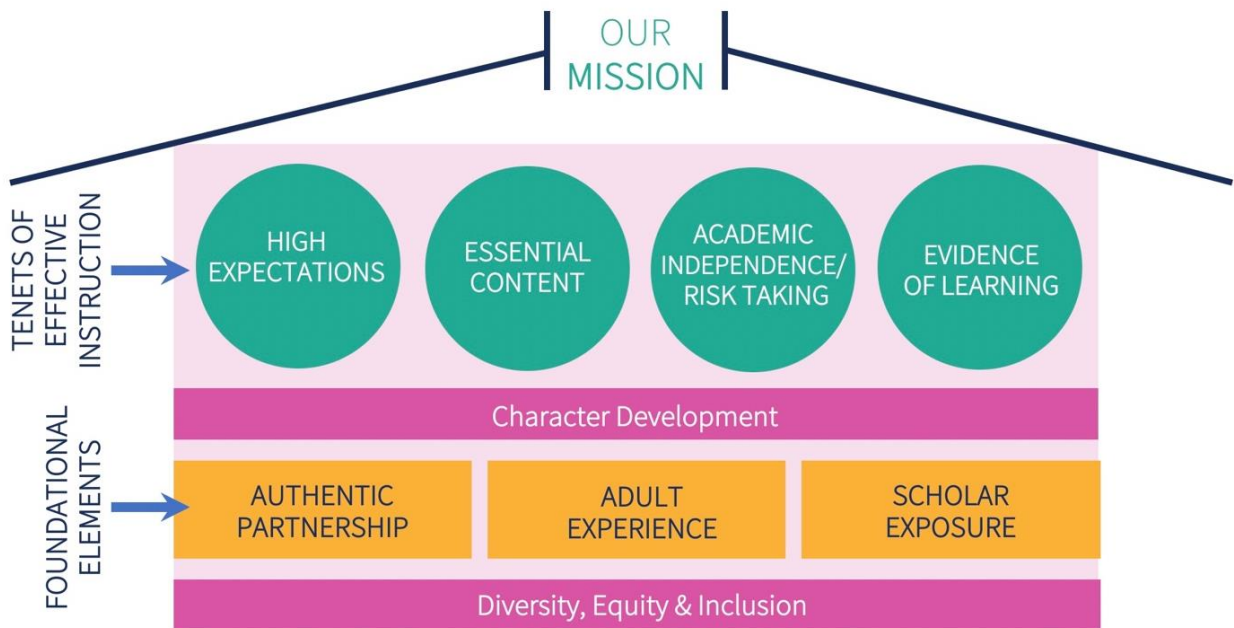 OUR
MISSION
TENETS OF
EFFECTIVE
INSTRUCTION
HIGH
EXPECTATIONS
ESSENTIAL
CONTENT
ACADEMIC
INDEPENDENCE/
RISK TAKING
EVIDENCE
OF LEARNING
Character Development
FOUNDATIONAL
ELEMENTS
AUTHENTIC
PARTNERSHIP
ADULT
EXPERIENCE
SCHOLAR
EXPOSURE
Diversity, Equity & Inclusion